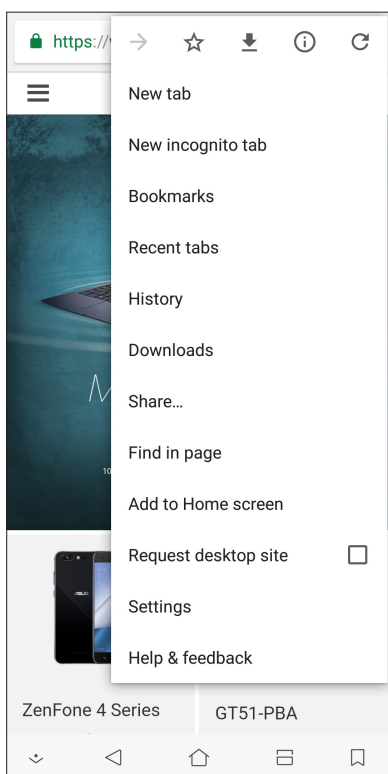 https://
New tab
New incognito tab
Bookmarks
Recent tabs
History
Downloads
Share...
Find in page
Add to Home screen
Request desktop site
Settings
Help & feedback
ASUS
ZenFone 4 Series
GT51-PBA